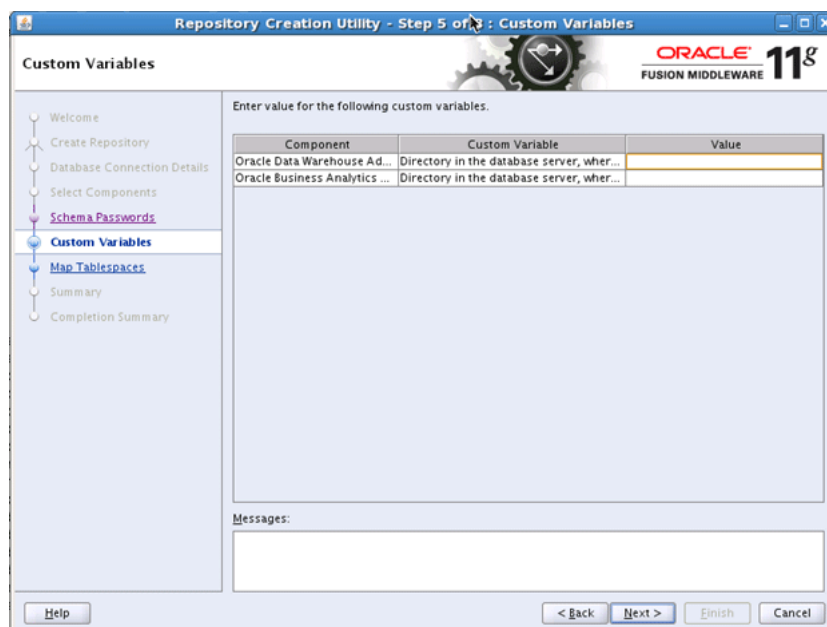 Repository Creation Utility - Step 5 of 8 : Custom Variables
Custom Variables
ORACLE
FUSION MIDDLEWARE 11g
Welcome
Create Repository
Database Connection Details
Select Components
Schema Passwords
Custom Variables
Map Tablespaces
Summary
Completion Summary
Enter value for the following custom variables.
Component Custom Variable Value
Oracle Data Warehouse Ad... Directory in the database server, wher...
Oracle Business Analytics ... Directory in the database server, wher...
Messages:
Help < Back Next > Finish Cancel